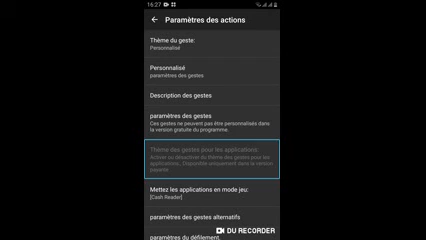 16:27
Paramètres des actions
Thème du geste:
Personnalisé
Personnalisé
paramètres des gestes
Description des gestes
paramètres des gestes
Ces gestes ne peuvent pas être personnalisés dans
la version gratuite du programme.
Thème des gestes pour les applications:
Activer ou désactiver du thème des gestes pour les
applications., Disponible uniquement dans la version
payante
Mettez les applications en mode jeu:
[Cash Reader]
paramètres des gestes alternatifs
paramètres du défilement.
DU RECORDER